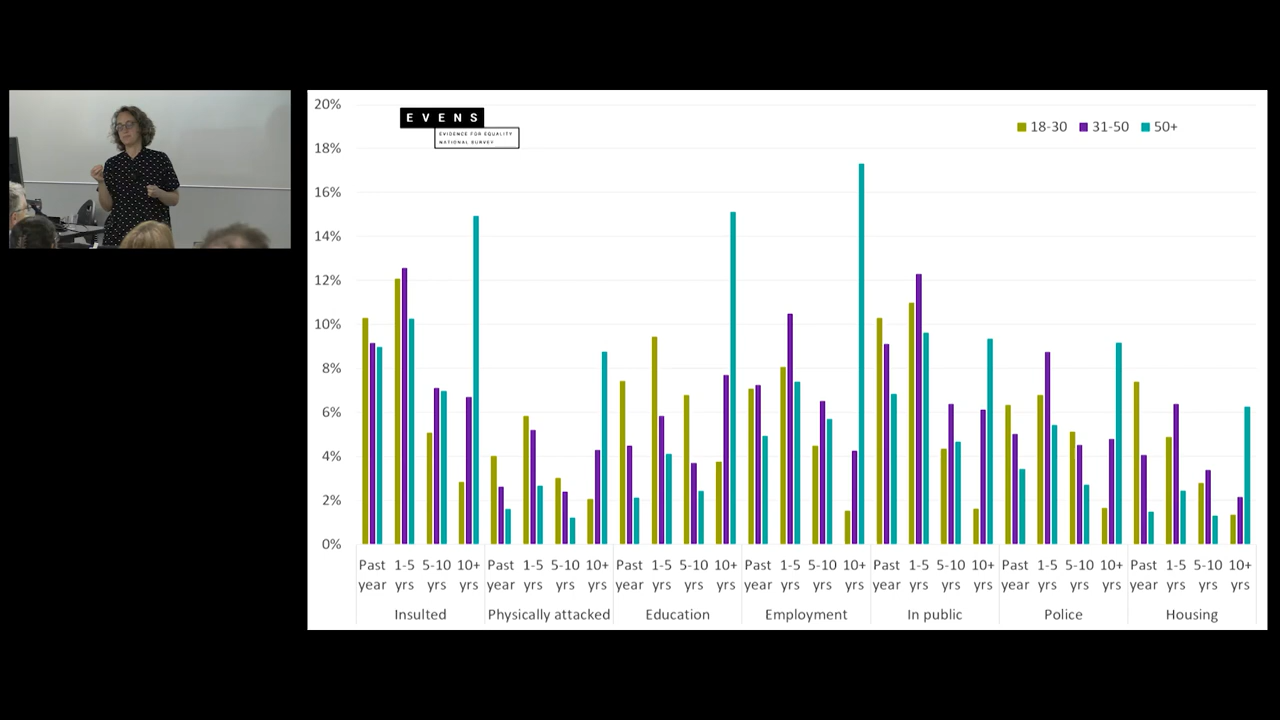 20%
EVENS
EVIDENCE FOR EQUALITY
NATIONAL SURVEY
18-30 31-50 50+
18%
16%
14%
12%
10%
8%
6%
4%
2%
0%
Past 1-5 5-10 10+ Past 1-5 5-10 10+ Past 1-5 5-10 10+ Past 1-5 5-10 10+ Past 1-5 5-10 10+ Past 1-5 5-10 10+ Past 1-5 5-10 10+
year yrs yrs yrs year yrs yrs yrs year yrs yrs yrs year yrs yrs yrs year yrs yrs yrs year yrs yrs yrs year yrs yrs yrs
Insulted Physically attacked Education Employment In public Police Housing